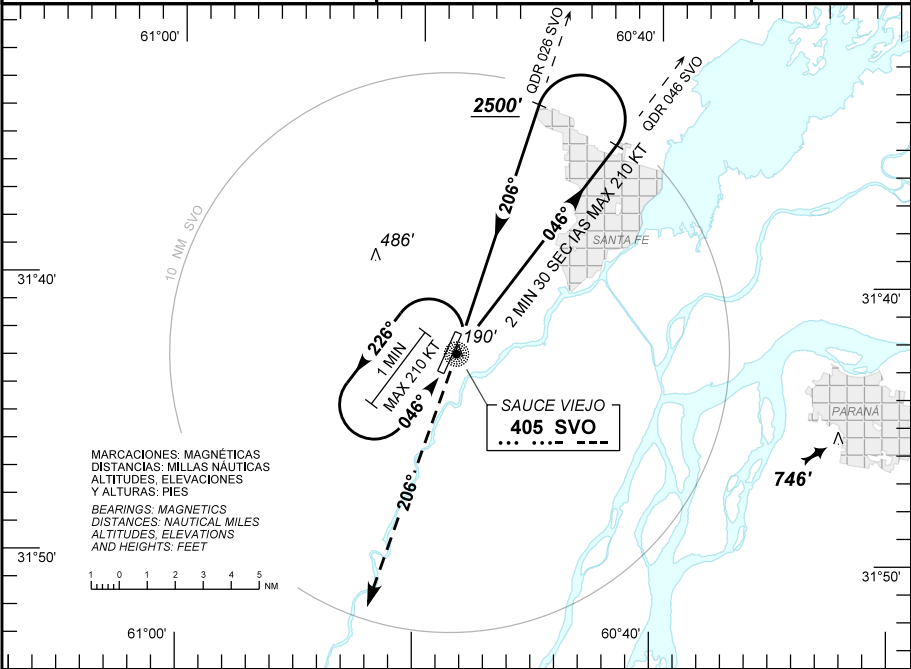 61°00'
60°40'
QDR 026 SVO
QDR 046 SVO
2500'
206°
046°
2 MIN 30 SEC IAS MAX 210 KT
SANTA FE
10 NM SVO
486'
31°40'
31°40'
226°
1 MIN
MAX 210 KT
046°
190'
SAUCE VIEJO
405 SVO
... ...- ---
PARANÁ
746'
206°
MARCACIONES: MAGNÉTICAS
DISTANCIAS: MILLAS NÁUTICAS
ALTITUDES, ELEVACIONES
Y ALTURAS: PIES
BEARINGS: MAGNETICS
DISTANCES: NAUTICAL MILES
ALTITUDES, ELEVATIONS
AND HEIGHTS: FEET
1 0 1 2 3 4 5 NM
31°50'
31°50'
61°00'
60°40'